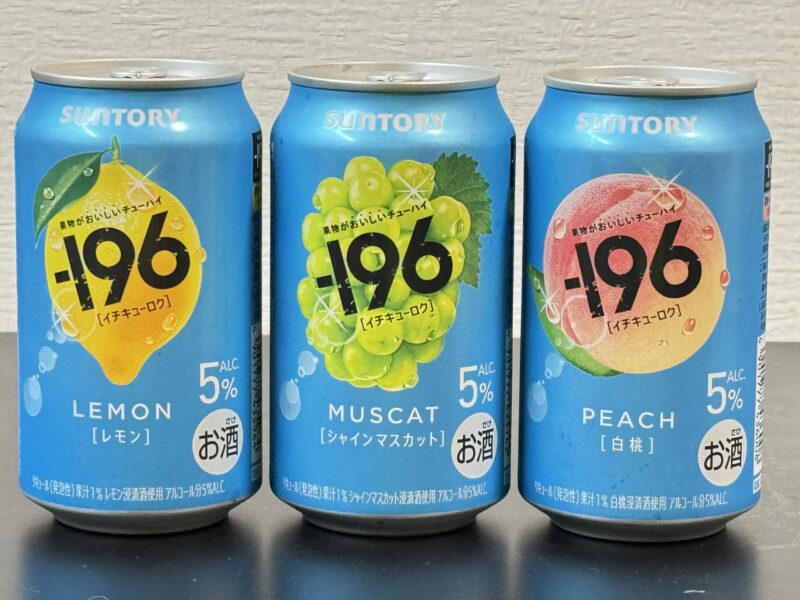 SUNTORY
果物がおいしいチューハイ
-196
[イチキューロク]
ALC.
5%
LEMON
[レモン]
さけ
お酒
リキュール(発泡性) 果汁1% レモン浸漬酒使用 アルコール分5%ALC.
SUNTORY
果物がおいしいチューハイ
-196
[イチキューロク]
ALC.
5%
MUSCAT
[シャインマスカット]
さけ
お酒
リキュール(発泡性) 果汁1% シャインマスカット浸漬酒使用 アルコール分5%ALC.
SUNTORY
果物がおいしいチューハイ
-196
[イチキューロク]
ALC.
5%
PEACH
[白桃]
さけ
お酒
リキュール(発泡性) 果汁1% 白桃浸漬酒使用 アルコール分5%ALC.